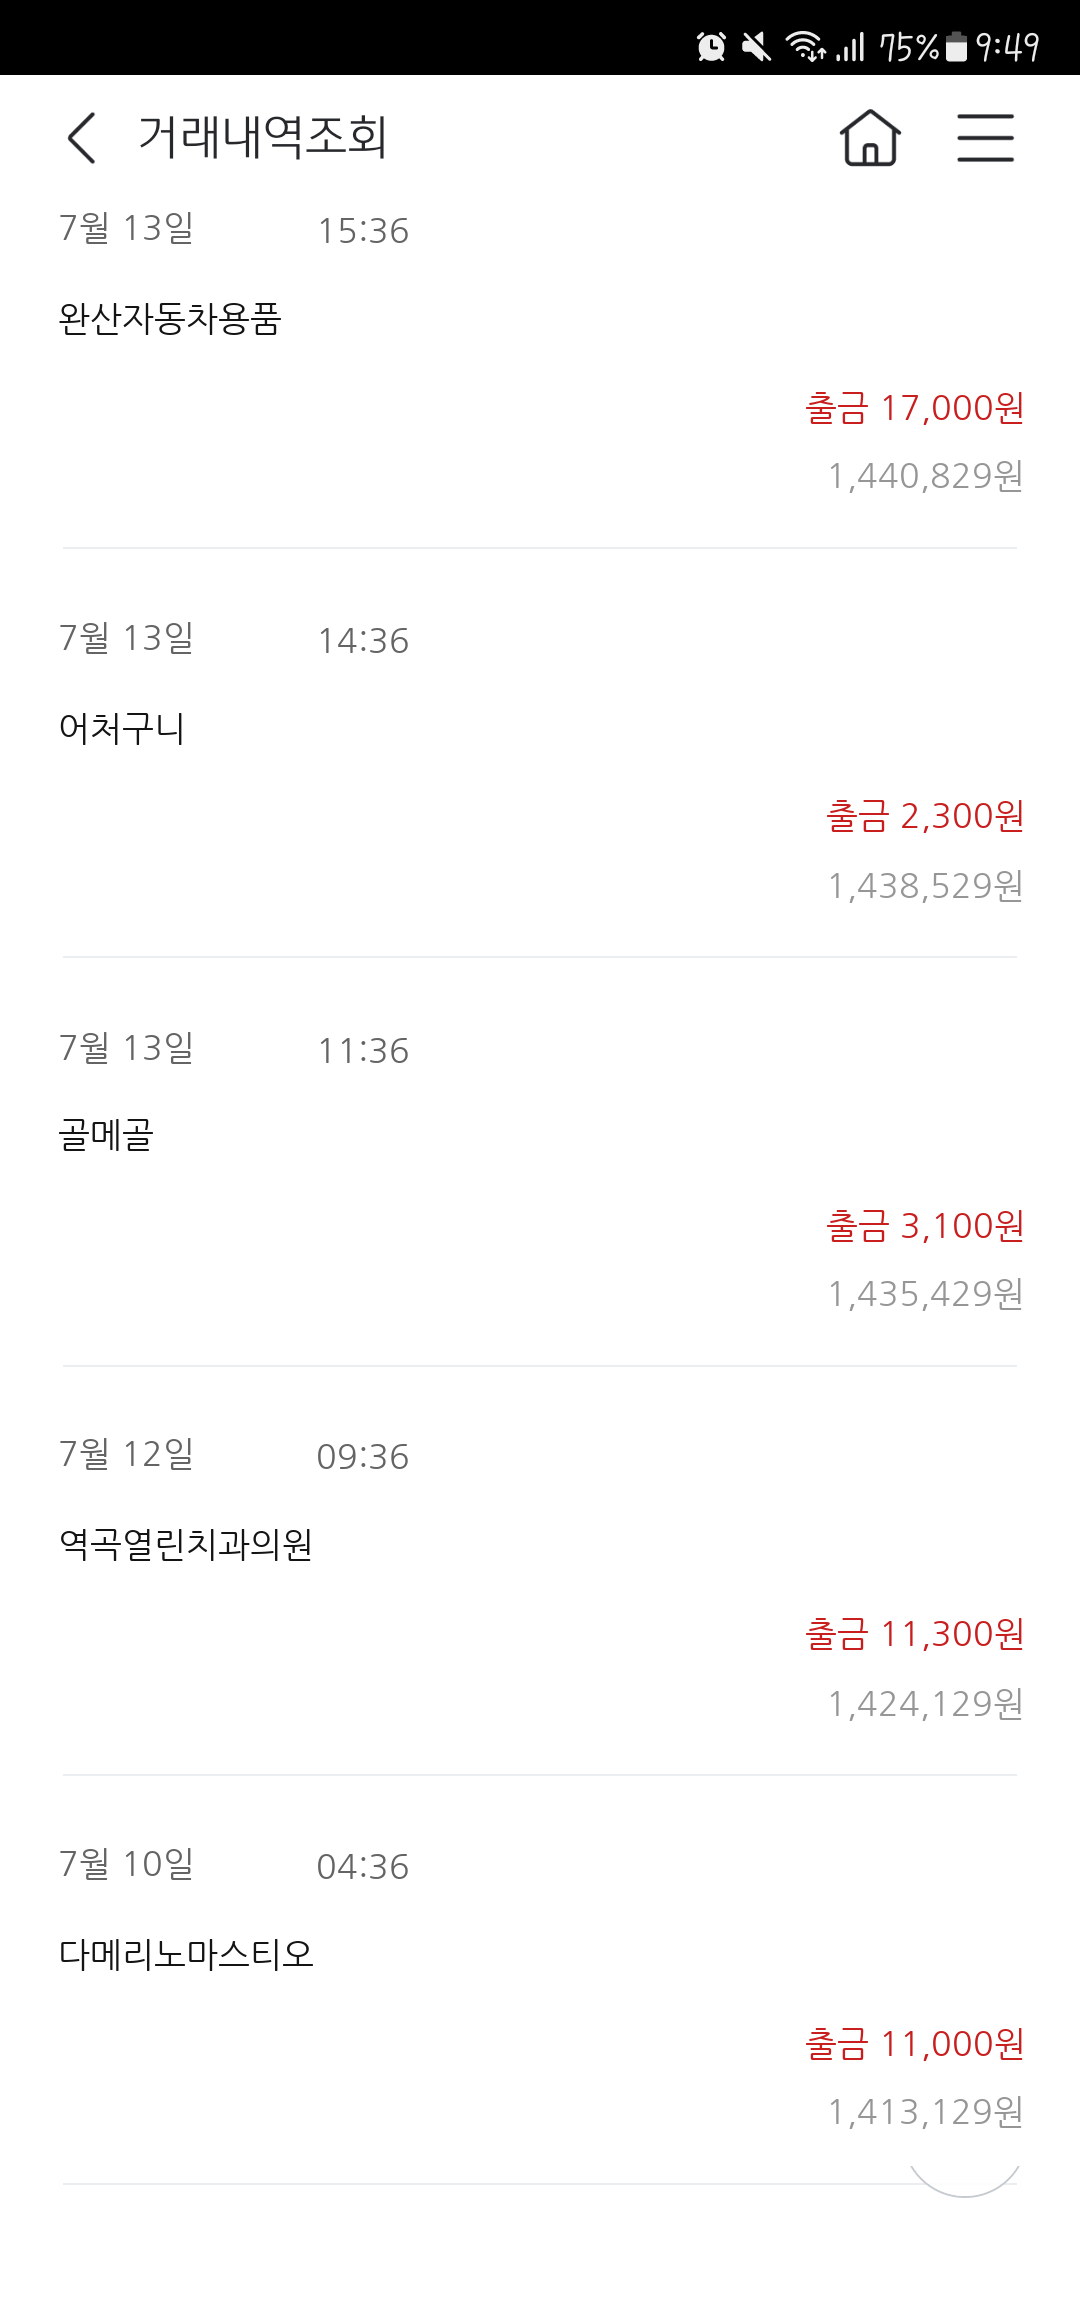 75% 9:49
거래내역조회
7월 13일 15:36
완산자동차용품
출금 17,000원
1,440,829원
7월 13일 14:36
어처구니
출금 2,300원
1,438,529원
7월 13일 11:36
골메골
출금 3,100원
1,435,429원
7월 12일 09:36
역곡열린치과의원
출금 11,300원
1,424,129원
7월 10일 04:36
다메리노마스티오
출금 11,000원
1,413,129원